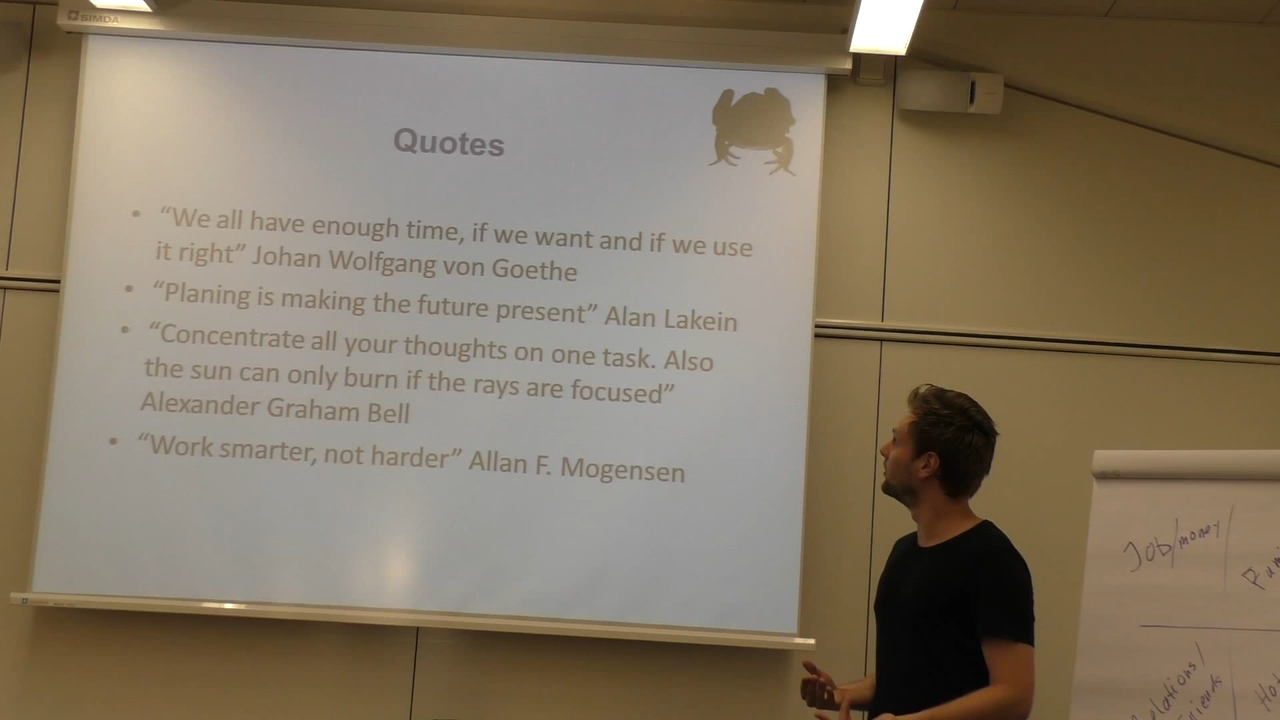 SIMDA
Quotes
• “We all have enough time, if we want and if we use
it right” Johan Wolfgang von Goethe
• “Planing is making the future present” Alan Lakein
• “Concentrate all your thoughts on one task. Also
the sun can only burn if the rays are focused”
Alexander Graham Bell
• “Work smarter, not harder” Allan F. Mogensen
Job/money/